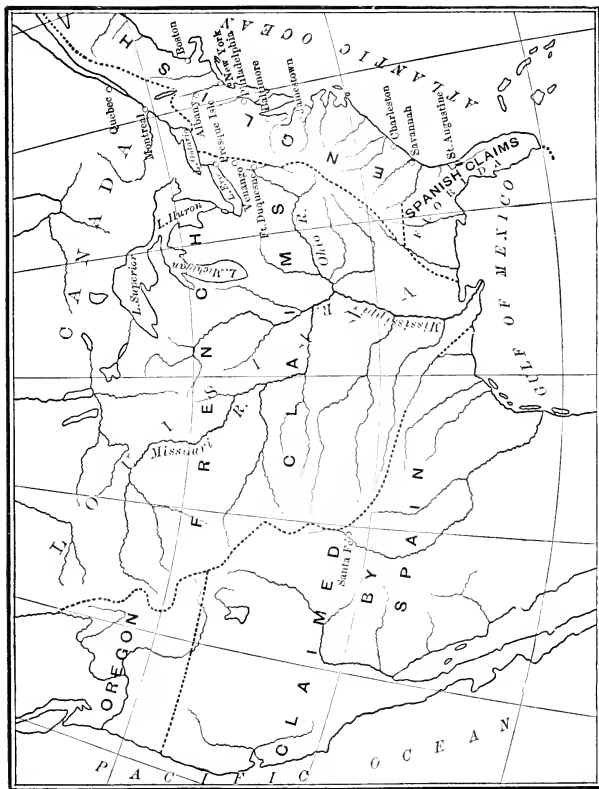 CANADA
Quebec
Montreal
Boston
Albany
New York
Philadelphia
Baltimore
Jamestown
Presque Isle
Venango
Ft. Duquesne
L. Ontario
L. Erie
L. Huron
L. Michigan
L. Superior
ENGLISH
ATLANTIC OCEAN
Charleston
Savannah
St. Augustine
SPANISH CLAIMS
FLORIDA
GULF OF MEXICO
FRENCH
CLAIMS
LOUISIANA
Ohio R.
Mississippi
R.
Missouri R.
OREGON
CLAIMED
BY
SPAIN
Santa Fe
PACIFIC OCEAN